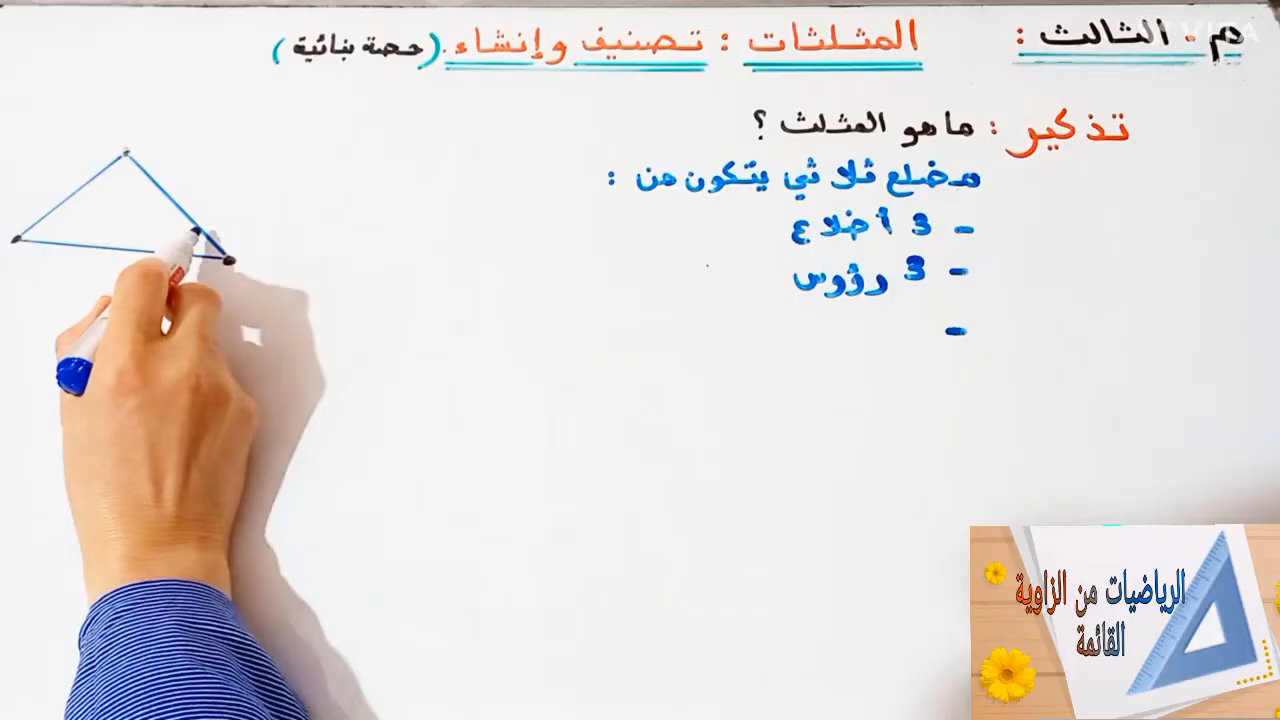 م. الثالث : المثلثات : تصنيف وإنشاء. (حصة بنائية)
تذكير : ما هو المثلث ؟
مضلع ثلاثي يتكون من :
- 3 أضلاع
- 3 رؤوس
-
الرياضيات من الزاوية
القائمة